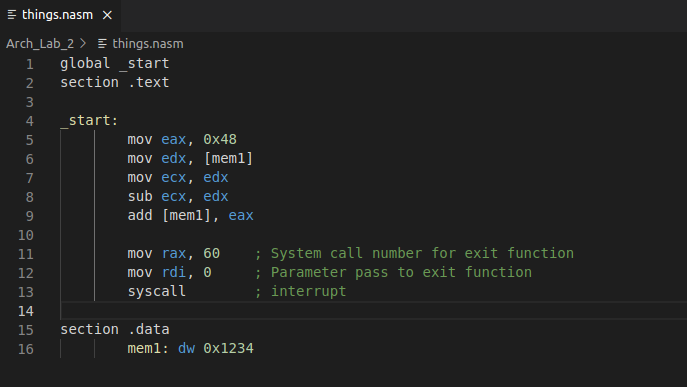 things.nasm
Arch_Lab_2 > things.nasm
1 global _start
2 section .text
3
4 _start:
5         mov eax, 0x48
6         mov edx, [mem1]
7         mov ecx, edx
8         sub ecx, edx
9         add [mem1], eax
10
11         mov rax, 60    ; System call number for exit function
12         mov rdi, 0     ; Parameter pass to exit function
13         syscall        ; interrupt
14
15 section .data
16         mem1: dw 0x1234